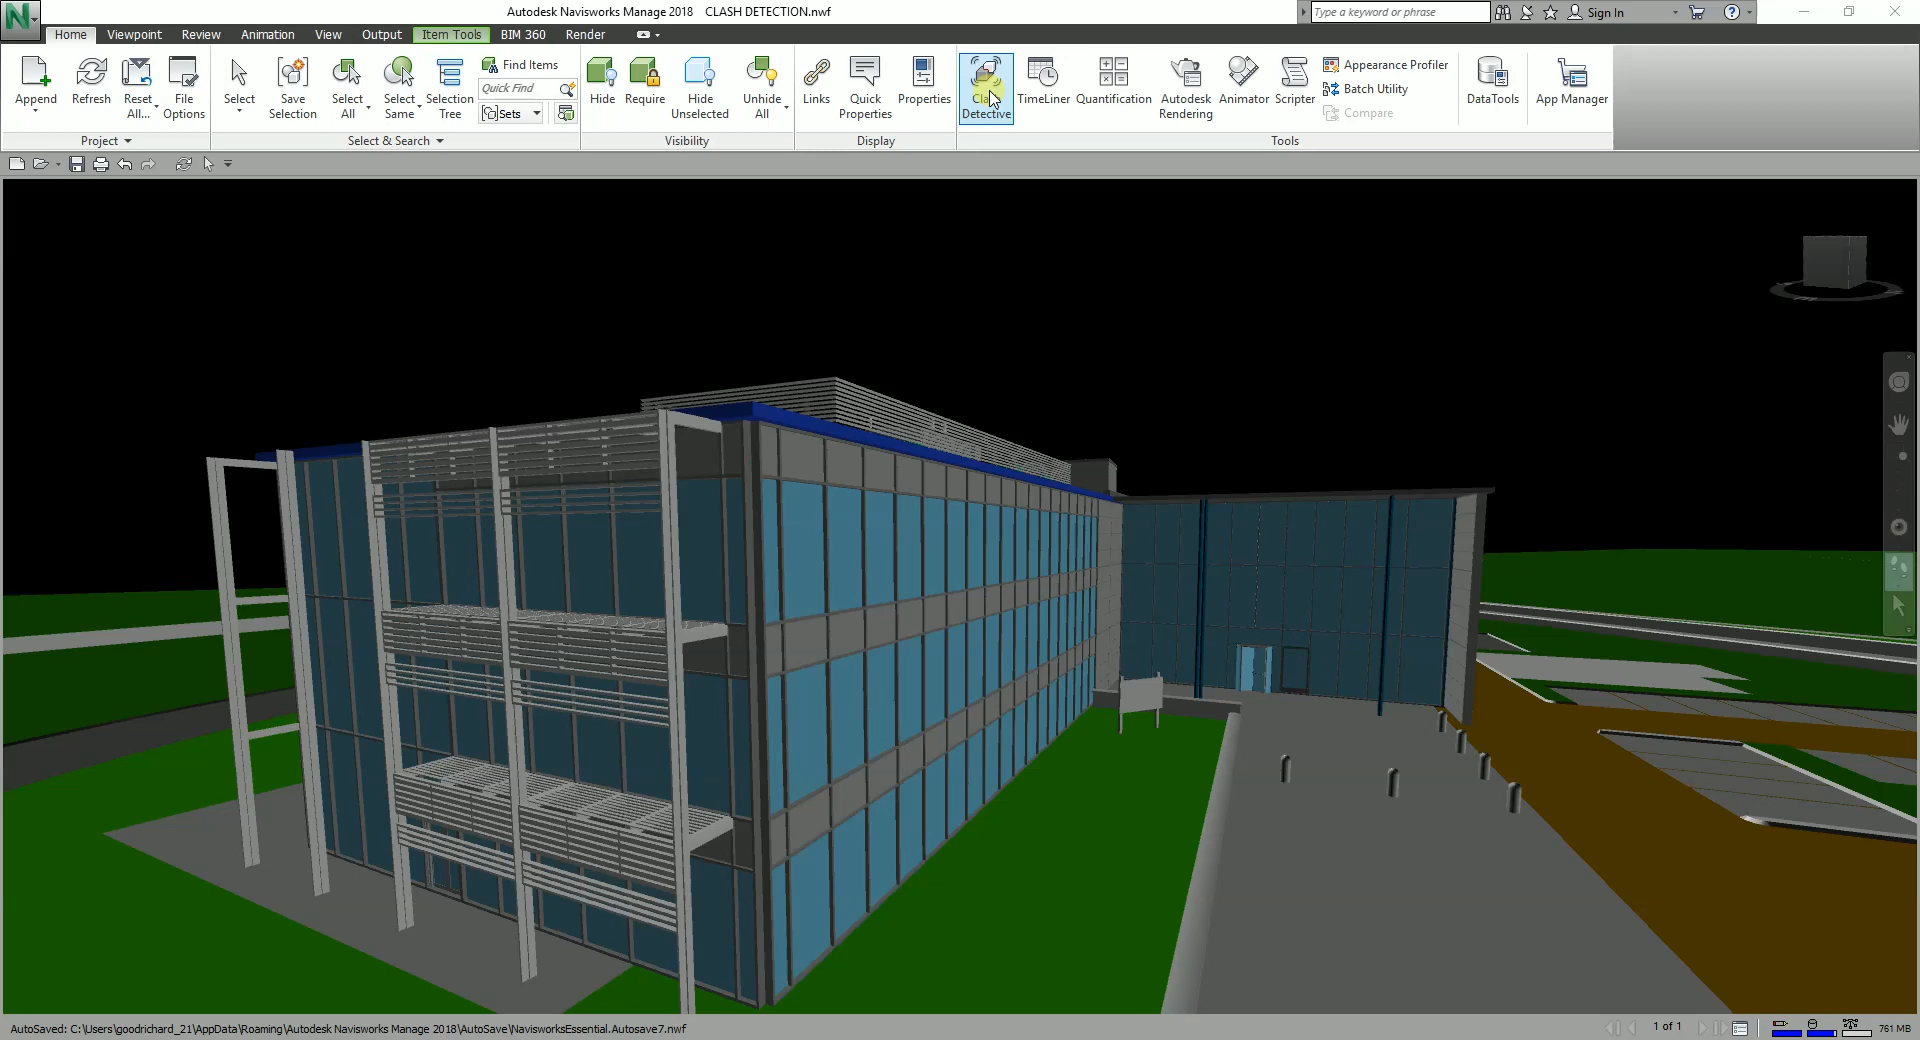 Autodesk Navisworks Manage 2018 CLASH DETECTION.nwf
Type a keyword or phrase
Sign In
Home Viewpoint Review Animation View Output Item Tools BIM 360 Render
Append
Refresh
Reset
All...
File
Options
Project
Select
Save
Selection
Select
All
Select
Same
Selection
Tree
Find Items
Quick Find
Sets
Select & Search
Hide
Require
Hide
Unselected
Unhide
All
Visibility
Links
Quick
Properties
Properties
Display
Detective
TimeLiner
Quantification
Autodesk
Rendering
Animator
Scripter
Appearance Profiler
Batch Utility
Compare
Tools
DataTools
App Manager
AutoSaved: C:\Users\goodrichard_21\AppData\Roaming\Autodesk Navisworks Manage 2018\AutoSave\NavisworksEssential.Autosave7.nwf
1 of 1
761 MB